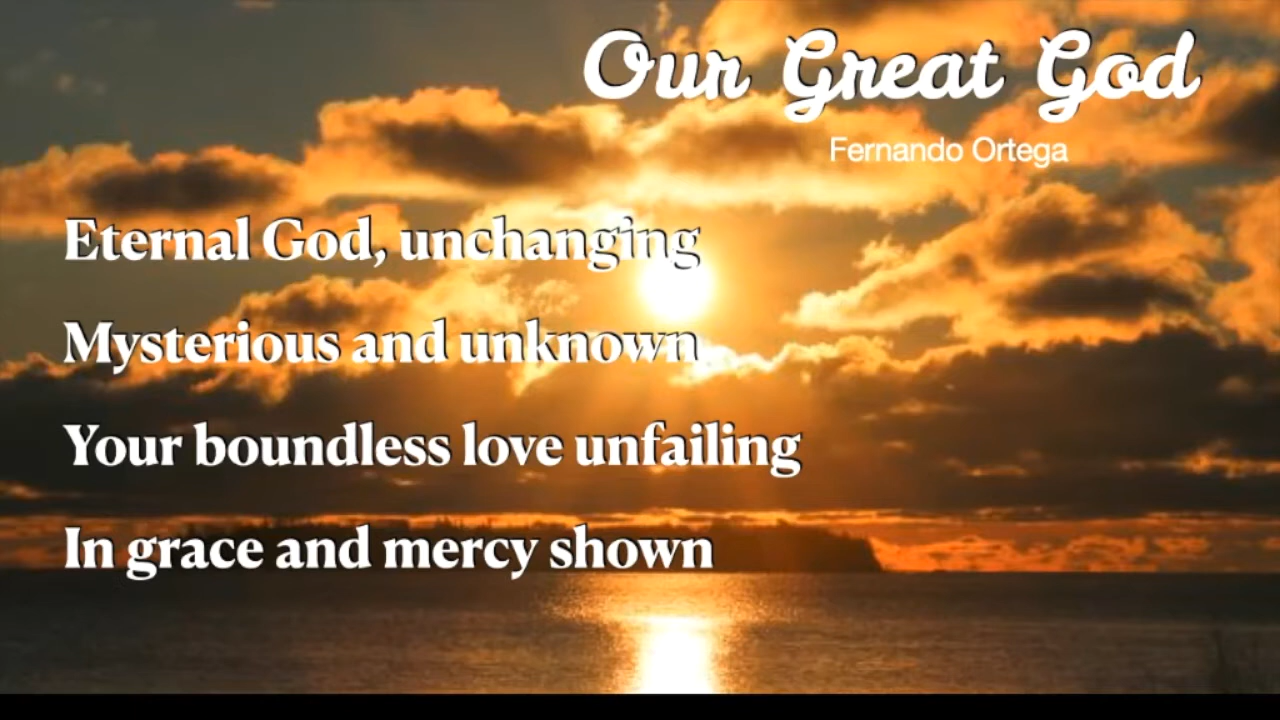 Our Great God
Fernando Ortega
Eternal God, unchanging
Mysterious and unknown
Your boundless love unfailing
In grace and mercy shown